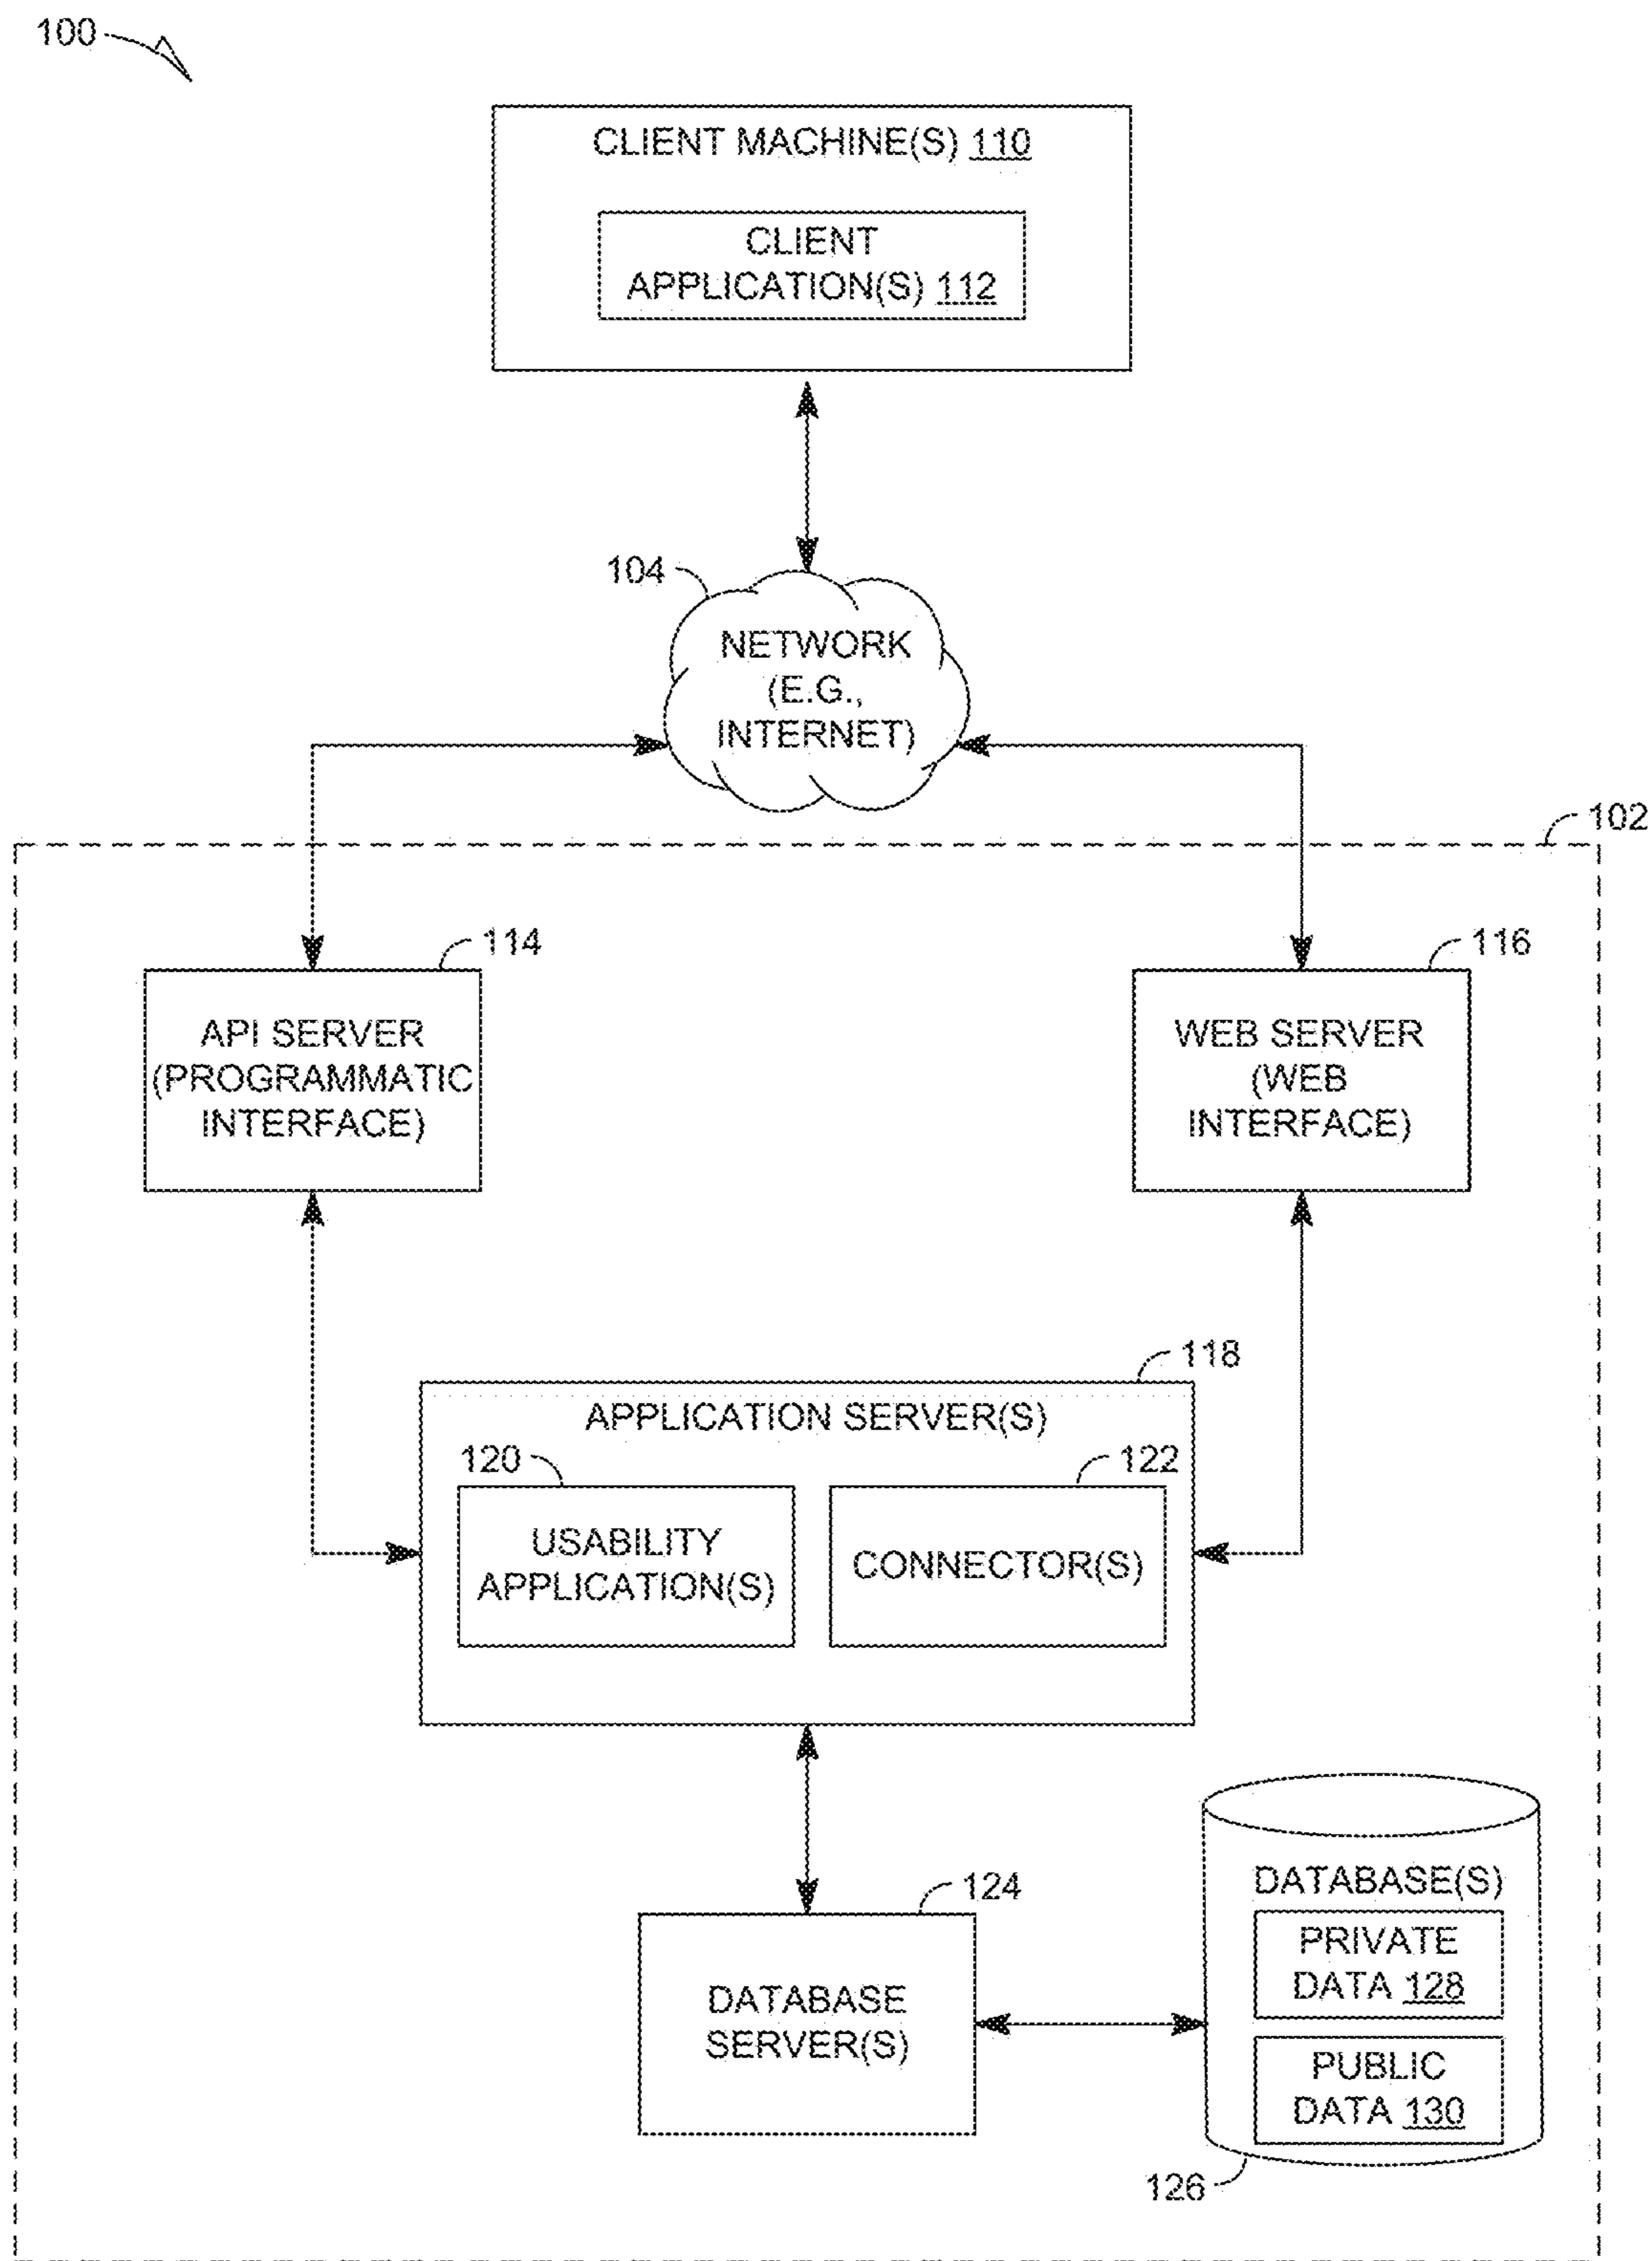 100
CLIENT MACHINE(S) 110
CLIENT
APPLICATION(S) 112
104
NETWORK
(E.G.,
INTERNET)
102
114
API SERVER
(PROGRAMMATIC
INTERFACE)
116
WEB SERVER
(WEB
INTERFACE)
118
APPLICATION SERVER(S)
120
USABILITY
APPLICATION(S)
122
CONNECTOR(S)
124
DATABASE
SERVER(S)
DATABASE(S)
PRIVATE
DATA 128
PUBLIC
DATA 130
126